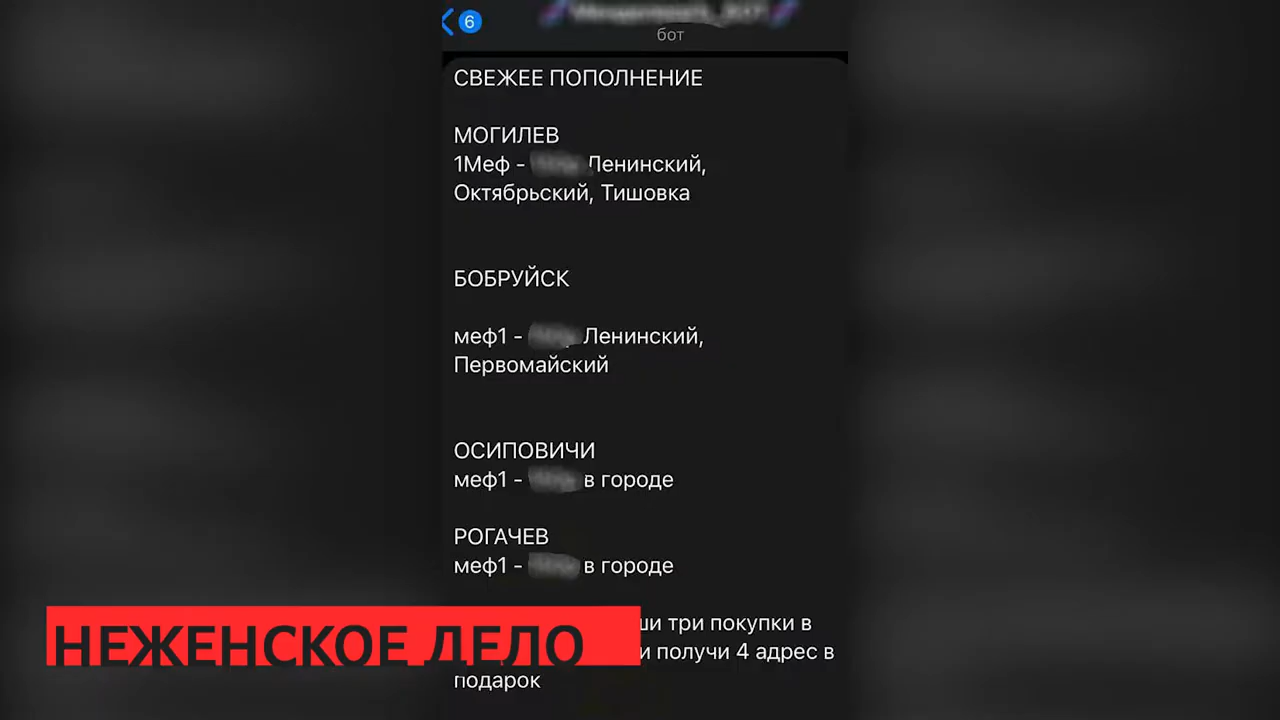 6
бот
СВЕЖЕЕ ПОПОЛНЕНИЕ
МОГИЛЕВ
1Меф - Ленинский,
Октябрьский, Тишовка
БОБРУЙСК
меф1 - Ленинский,
Первомайский
ОСИПОВИЧИ
меф1 - в городе
РОГАЧЕВ
меф1 - в городе
три покупки в
и получи 4 адрес в
подарок
НЕЖЕНСКОЕ ДЕЛО